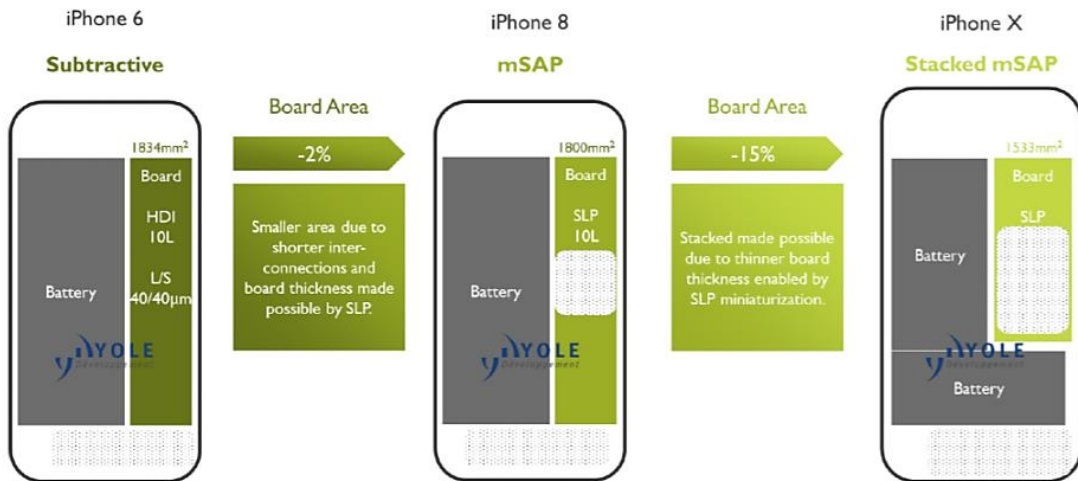 iPhone 6
Subtractive
1834mm²
Board
HDI
10L
L/S
40/40µm
Battery
YOLE
Développement
Board Area
-2%
Smaller area due to
shorter inter-
connections and
board thickness made
possible by SLP.
iPhone 8
mSAP
1800mm²
Board
SLP
10L
Battery
YOLE
Développement
Board Area
-15%
Stacked made possible
due to thinner board
thickness enabled by
SLP miniaturization.
iPhone X
Stacked mSAP
1533mm²
Board
SLP
Battery
YOLE
Développement
Battery